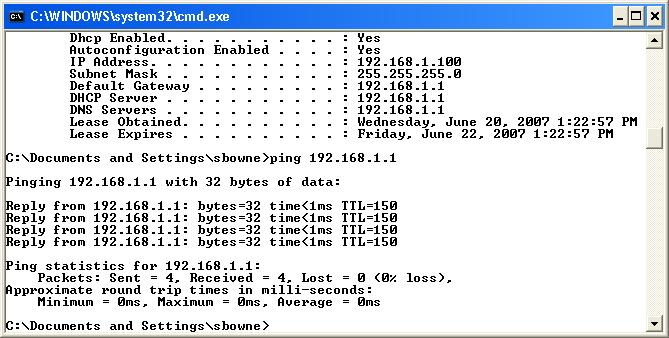 C:\WINDOWS\system32\cmd.exe
Dhcp Enabled. . . . . . . . . . . : Yes
Autoconfiguration Enabled . . . . : Yes
IP Address. . . . . . . . . . . . : 192.168.1.100
Subnet Mask . . . . . . . . . . . : 255.255.255.0
Default Gateway . . . . . . . . . : 192.168.1.1
DHCP Server . . . . . . . . . . . : 192.168.1.1
DNS Servers . . . . . . . . . . . : 192.168.1.1
Lease Obtained. . . . . . . . . . : Wednesday, June 20, 2007 1:22:57 PM
Lease Expires . . . . . . . . . . : Friday, June 22, 2007 1:22:57 PM
C:\Documents and Settings\sbowne>ping 192.168.1.1
Pinging 192.168.1.1 with 32 bytes of data:
Reply from 192.168.1.1: bytes=32 time<1ms TTL=150
Reply from 192.168.1.1: bytes=32 time<1ms TTL=150
Reply from 192.168.1.1: bytes=32 time<1ms TTL=150
Reply from 192.168.1.1: bytes=32 time<1ms TTL=150
Ping statistics for 192.168.1.1:
Packets: Sent = 4, Received = 4, Lost = 0 (0% loss),
Approximate round trip times in milli-seconds:
Minimum = 0ms, Maximum = 0ms, Average = 0ms
C:\Documents and Settings\sbowne>